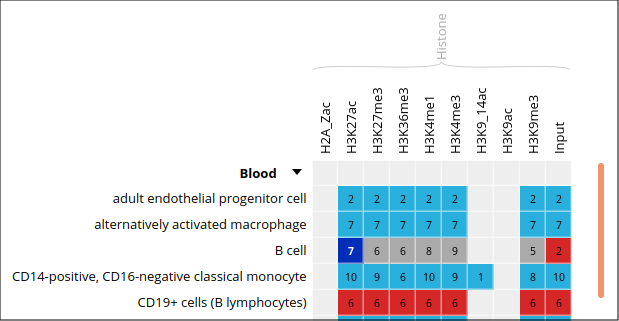 Histone
H2A_Zac H3K27ac H3K27me3 H3K36me3 H3K4me1 H3K4me3 H3K9_14ac H3K9ac H3K9me3 Input
Blood
adult endothelial progenitor cell 2 2 2 2 2 2 2
alternatively activated macrophage 7 7 7 7 7 7 7
B cell 7 6 6 8 9 5 2
CD14-positive, CD16-negative classical monocyte 10 9 6 10 9 1 8 10
CD19+ cells (B lymphocytes) 6 6 6 6 6 6 6